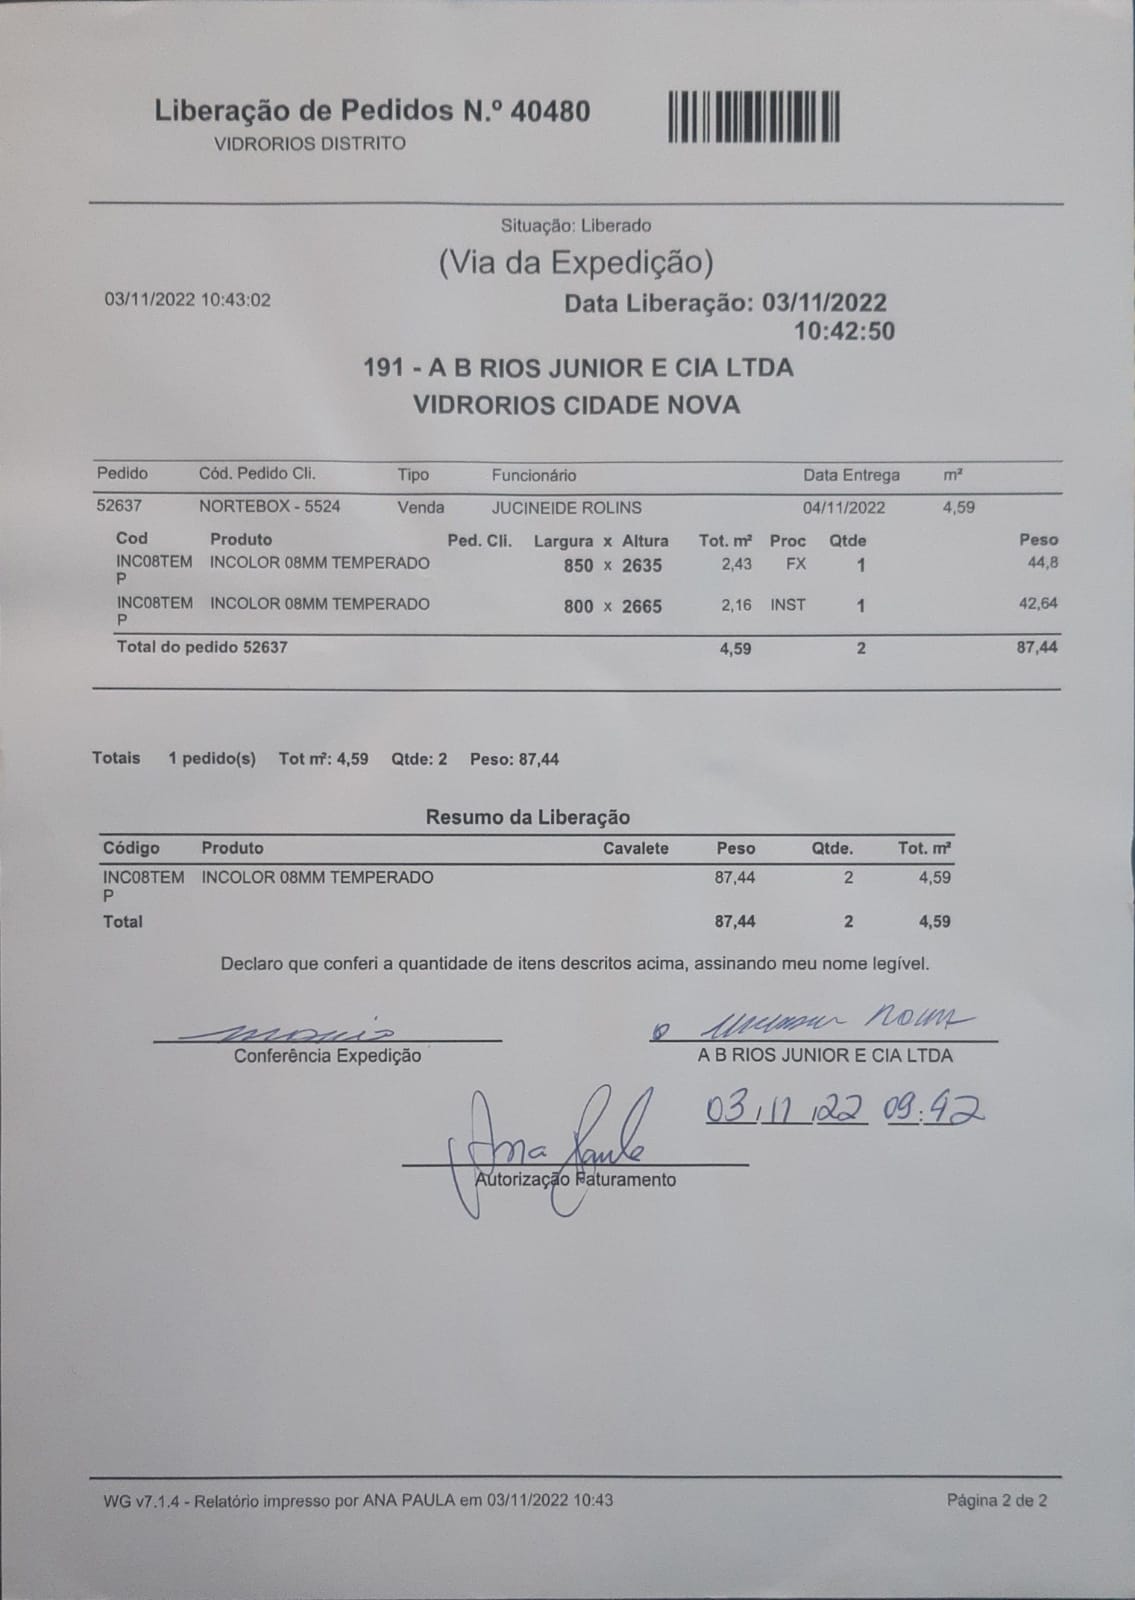 Liberação de Pedidos N.º 40480
VIDRORIOS DISTRITO
Situação: Liberado
(Via da Expedição)
03/11/2022 10:43:02
Data Liberação: 03/11/2022
10:42:50
191 - A B RIOS JUNIOR E CIA LTDA
VIDRORIOS CIDADE NOVA
Pedido Cód. Pedido Cli. Tipo Funcionário Data Entrega m²
52637 NORTEBOX - 5524 Venda JUCINEIDE ROLINS 04/11/2022 4,59
Cod Produto Ped. Cli. Largura x Altura Tot. m² Proc Qtde Peso
INC08TEM INCOLOR 08MM TEMPERADO 850 x 2635 2,43 FX 1 44,8
P
INC08TEM INCOLOR 08MM TEMPERADO 800 x 2665 2,16 INST 1 42,64
P
Total do pedido 52637 4,59 2 87,44
Totais 1 pedido(s) Tot m²: 4,59 Qtde: 2 Peso: 87,44
Resumo da Liberação
Código Produto Cavalete Peso Qtde. Tot. m²
INC08TEM INCOLOR 08MM TEMPERADO 87,44 2 4,59
P
Total 87,44 2 4,59
Declaro que conferi a quantidade de itens descritos acima, assinando meu nome legível.
Conferência Expedição
A B RIOS JUNIOR E CIA LTDA
03/11/22 09:42
Ana Paula
Autorização Faturamento
WG v7.1.4 - Relatório impresso por ANA PAULA em 03/11/2022 10:43
Página 2 de 2